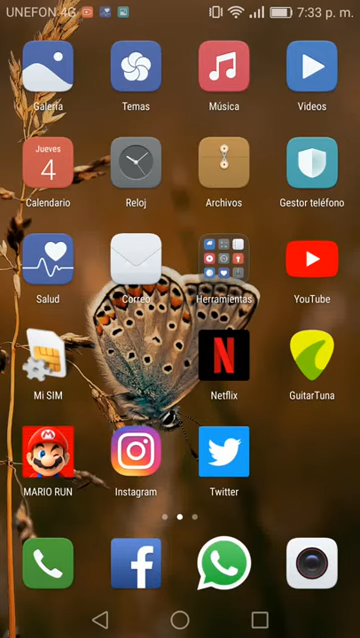 UNEFON 4G 7:33 p. m.
Galería Temas Música Videos
Jueves
4
Calendario Reloj Archivos Gestor teléfono
Salud Correo Herramientas YouTube
Mi SIM Netflix GuitarTuna
MARIO RUN Instagram Twitter